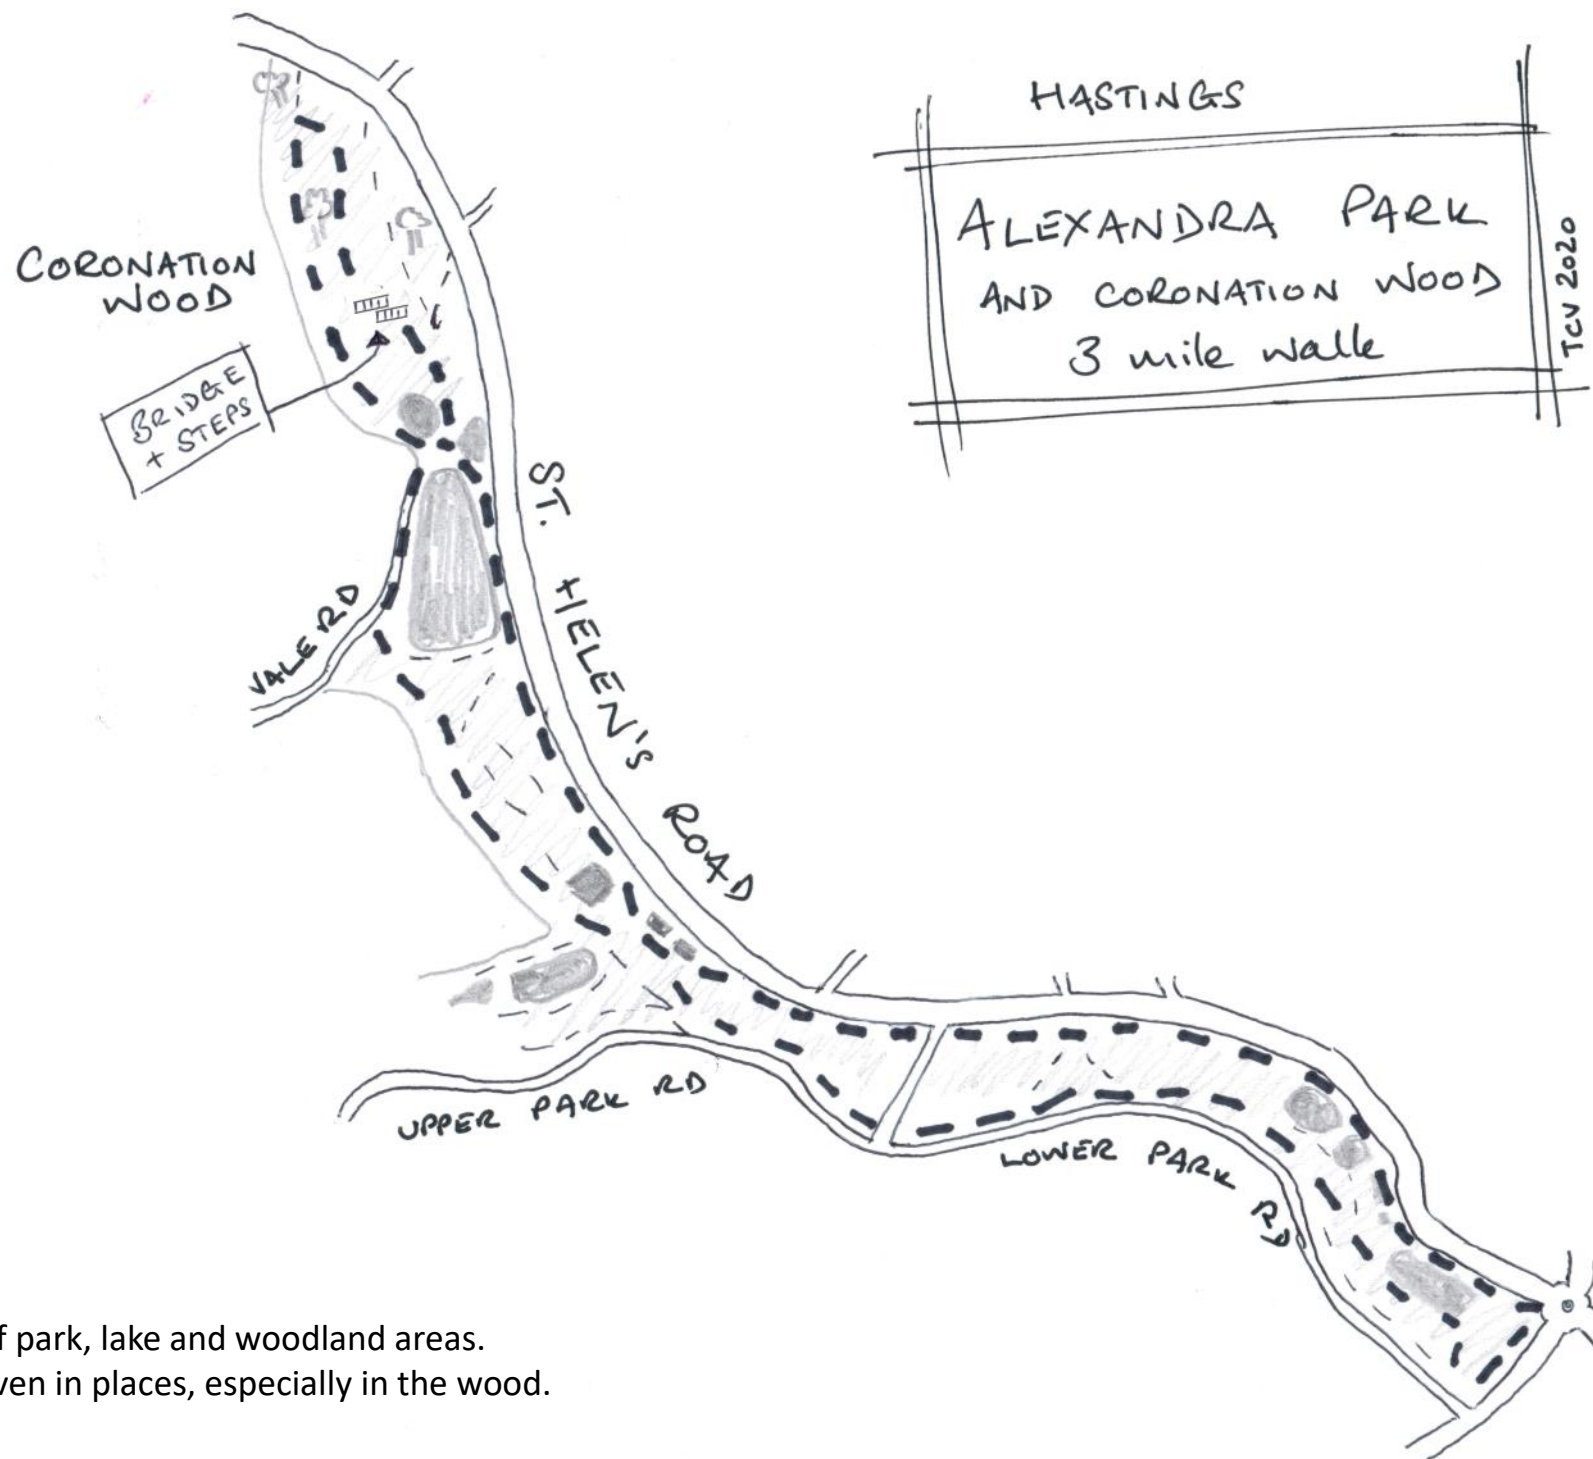 HASTINGS
ALEXANDRA PARK
AND CORONATION WOOD
3 mile walk
TCV 2020
CORONATION
WOOD
BRIDGE
+ STEPS
ST. HELEN'S ROAD
VALE RD
UPPER PARK RD
LOWER PARK RD
park, lake and woodland areas.
in places, especially in the wood.